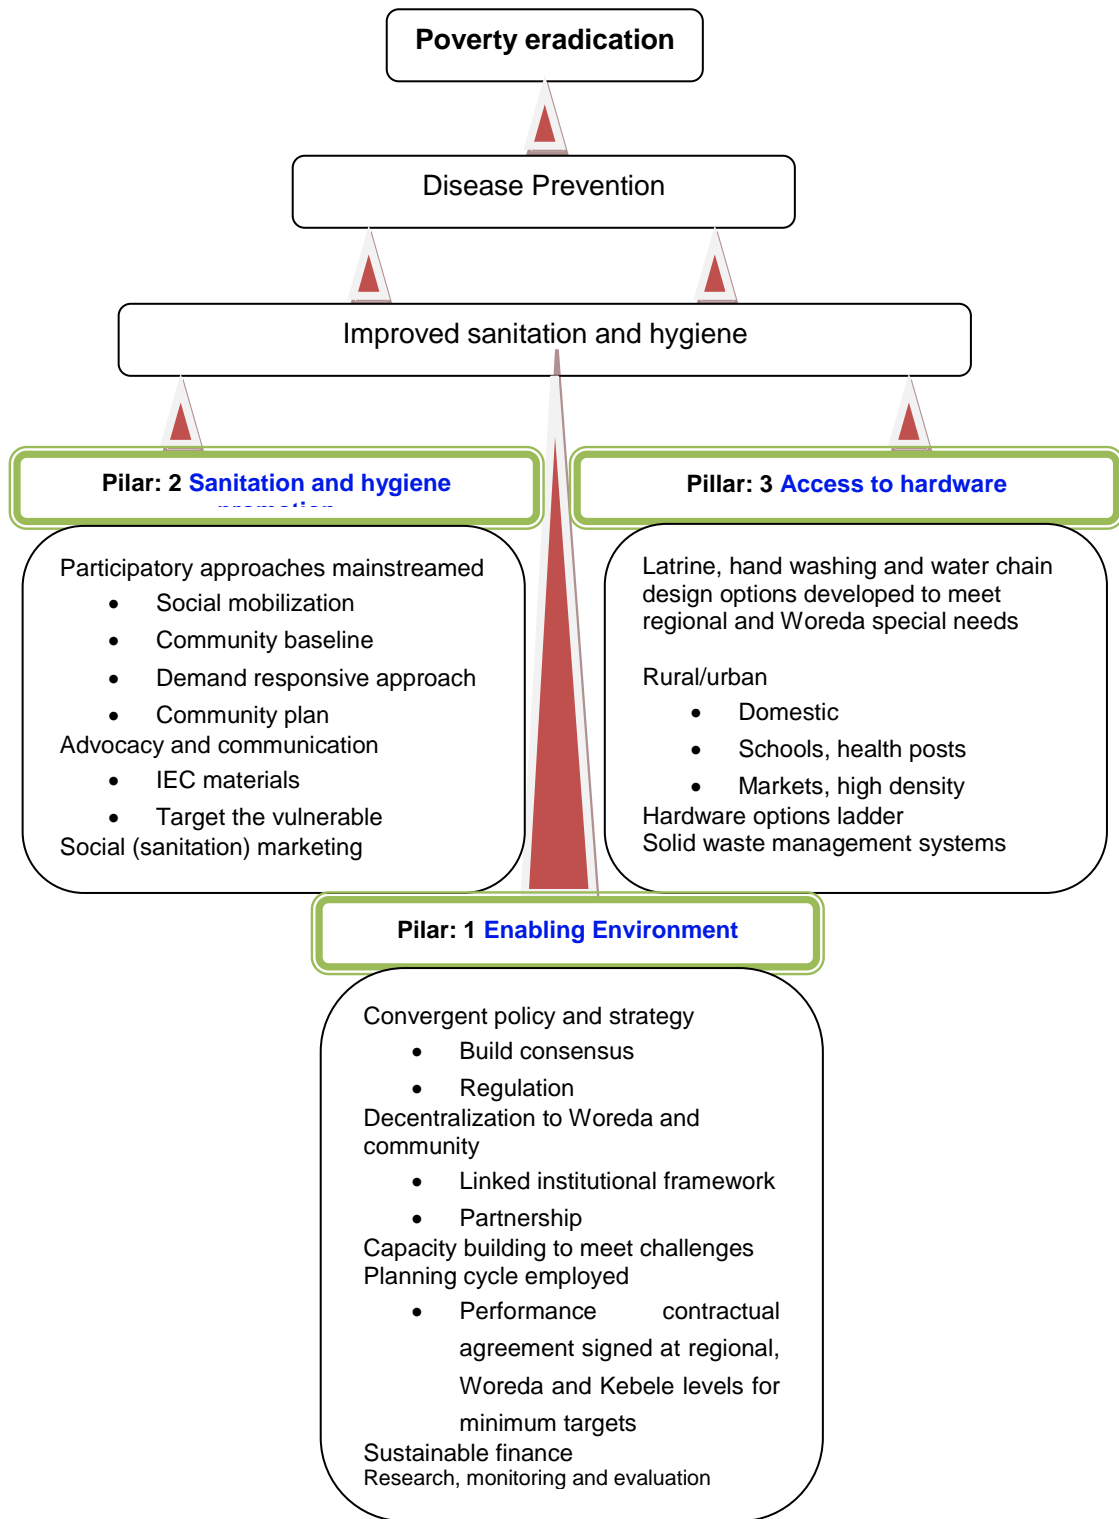 Poverty eradication
Disease Prevention
Improved sanitation and hygiene
Pilar: 2 Sanitation and hygiene
promotion
Participatory approaches mainstreamed
• Social mobilization
• Community baseline
• Demand responsive approach
• Community plan
Advocacy and communication
• IEC materials
• Target the vulnerable
Social (sanitation) marketing
Pillar: 3 Access to hardware
Latrine, hand washing and water chain
design options developed to meet
regional and Woreda special needs
Rural/urban
• Domestic
• Schools, health posts
• Markets, high density
Hardware options ladder
Solid waste management systems
Pilar: 1 Enabling Environment
Convergent policy and strategy
• Build consensus
• Regulation
Decentralization to Woreda and
community
• Linked institutional framework
• Partnership
Capacity building to meet challenges
Planning cycle employed
• Performance contractual
agreement signed at regional,
Woreda and Kebele levels for
minimum targets
Sustainable finance
Research, monitoring and evaluation